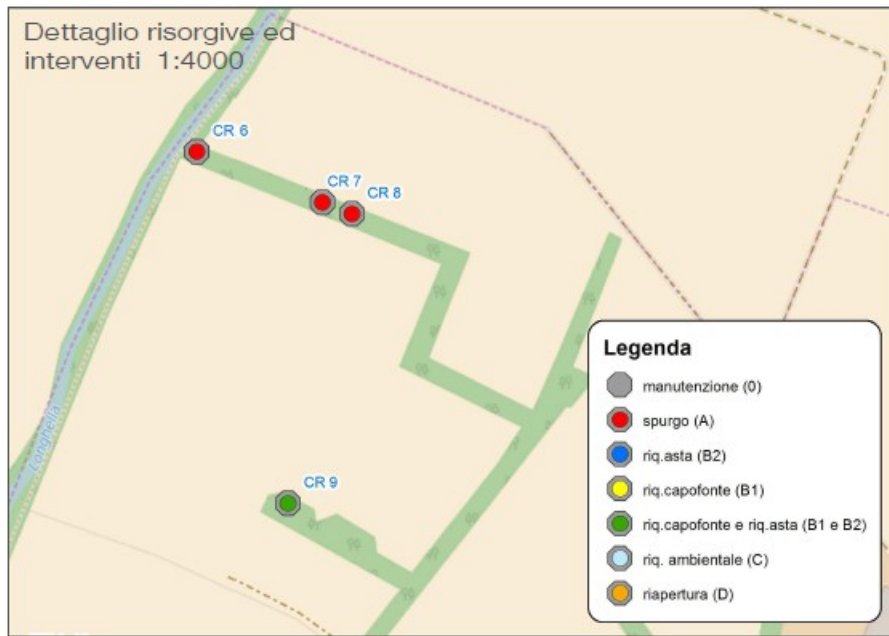 Dettaglio risorgive ed
interventi 1:4000
CR 6
CR 7
CR 8
Longhella
CR 9
Legenda
manutenzione (0)
spurgo (A)
riq.asta (B2)
riq.capofonte (B1)
riq.capofonte e riq.asta (B1 e B2)
riq. ambientale (C)
riapertura (D)